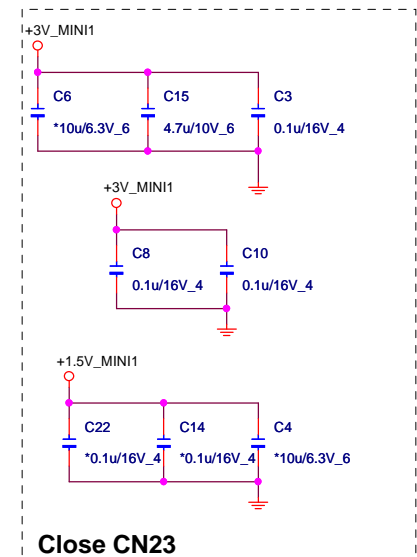 +3V_MINI1
C6
C15
C3
*10u/6.3V_6
4.7u/10V_6
0.1u/16V_4
+3V_MINI1
C8
C10
0.1u/16V_4
0.1u/16V_4
+1.5V_MINI1
C22
C14
C4
*0.1u/16V_4
*0.1u/16V_4
*10u/6.3V_6
Close CN23